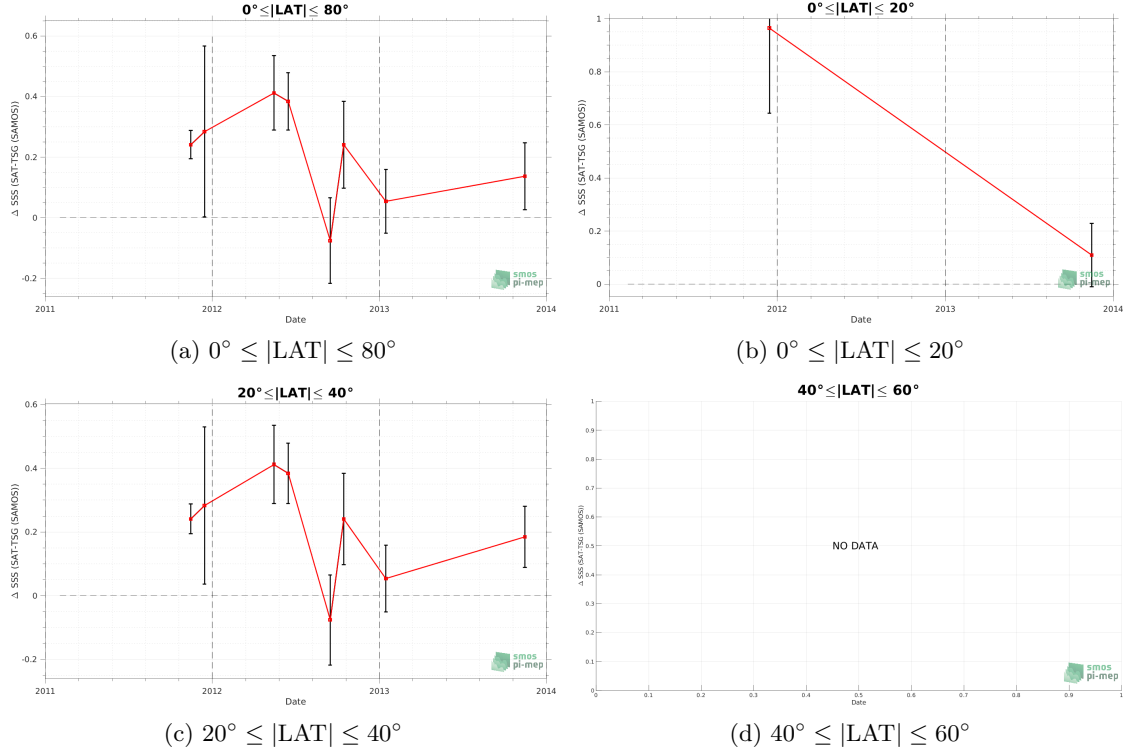 0°≤|LAT|≤ 80°
0.6
0.4
0.2
0
-0.2
Δ SSS (SAT-TSG (SAMOS))
smos
pi-mep
2011
2012
2013
2014
Date
(a) 0° ≤ |LAT| ≤ 80°
0°≤|LAT|≤ 20°
1
0.8
0.6
0.4
0.2
0
Δ SSS (SAT-TSG (SAMOS))
smos
pi-mep
2011
2012
2013
2014
Date
(b) 0° ≤ |LAT| ≤ 20°
20°≤|LAT|≤ 40°
0.6
0.4
0.2
0
-0.2
Δ SSS (SAT-TSG (SAMOS))
smos
pi-mep
2011
2012
2013
2014
Date
(c) 20° ≤ |LAT| ≤ 40°
40°≤|LAT|≤ 60°
1
0.9
0.8
0.7
0.6
0.5
0.4
0.3
0.2
0.1
0
Δ SSS (SAT-TSG (SAMOS))
NO DATA
smos
pi-mep
0
0.1
0.2
0.3
0.4
0.5
0.6
0.7
0.8
0.9
1
Date
(d) 40° ≤ |LAT| ≤ 60°